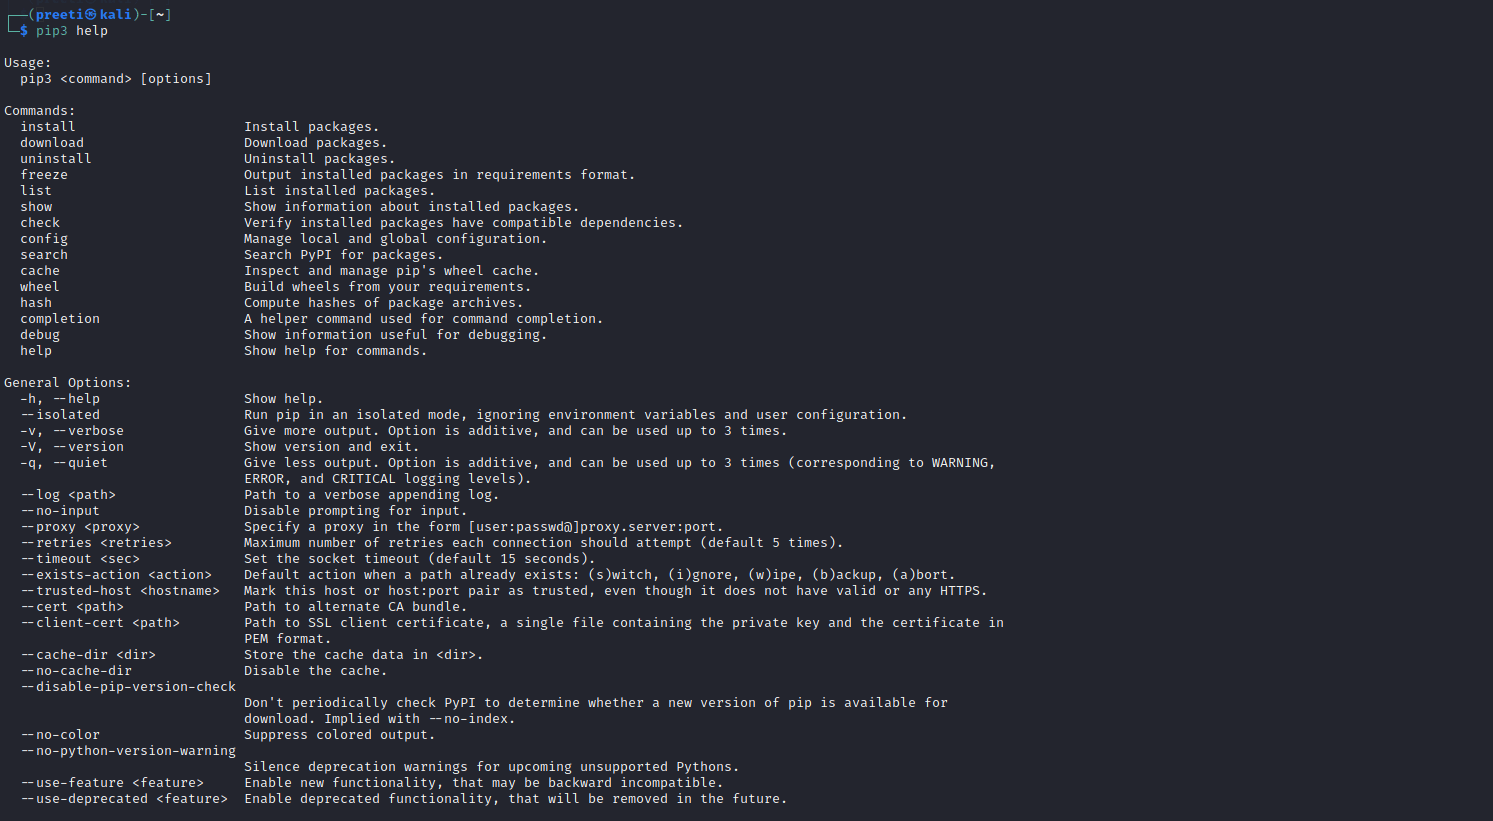 ┌──(preeti㉿kali)-[~]
└─$ pip3 help
Usage:
  pip3 <command> [options]
Commands:
  install                     Install packages.
  download                    Download packages.
  uninstall                   Uninstall packages.
  freeze                      Output installed packages in requirements format.
  list                        List installed packages.
  show                        Show information about installed packages.
  check                       Verify installed packages have compatible dependencies.
  config                      Manage local and global configuration.
  search                      Search PyPI for packages.
  cache                       Inspect and manage pip's wheel cache.
  wheel                       Build wheels from your requirements.
  hash                        Compute hashes of package archives.
  completion                  A helper command used for command completion.
  debug                       Show information useful for debugging.
  help                        Show help for commands.
General Options:
  -h, --help                  Show help.
  --isolated                  Run pip in an isolated mode, ignoring environment variables and user configuration.
  -v, --verbose               Give more output. Option is additive, and can be used up to 3 times.
  -V, --version               Show version and exit.
  -q, --quiet                 Give less output. Option is additive, and can be used up to 3 times (corresponding to WARNING,
                              ERROR, and CRITICAL logging levels).
  --log <path>                Path to a verbose appending log.
  --no-input                  Disable prompting for input.
  --proxy <proxy>             Specify a proxy in the form [user:passwd@]proxy.server:port.
  --retries <retries>         Maximum number of retries each connection should attempt (default 5 times).
  --timeout <sec>             Set the socket timeout (default 15 seconds).
  --exists-action <action>    Default action when a path already exists: (s)witch, (i)gnore, (w)ipe, (b)ackup, (a)bort.
  --trusted-host <hostname>   Mark this host or host:port pair as trusted, even though it does not have valid or any HTTPS.
  --cert <path>               Path to alternate CA bundle.
  --client-cert <path>        Path to SSL client certificate, a single file containing the private key and the certificate in
                              PEM format.
  --cache-dir <dir>           Store the cache data in <dir>.
  --no-cache-dir              Disable the cache.
  --disable-pip-version-check
                              Don't periodically check PyPI to determine whether a new version of pip is available for
                              download. Implied with --no-index.
  --no-color                  Suppress colored output.
  --no-python-version-warning
                              Silence deprecation warnings for upcoming unsupported Pythons.
  --use-feature <feature>     Enable new functionality, that may be backward incompatible.
  --use-deprecated <feature>  Enable deprecated functionality, that will be removed in the future.